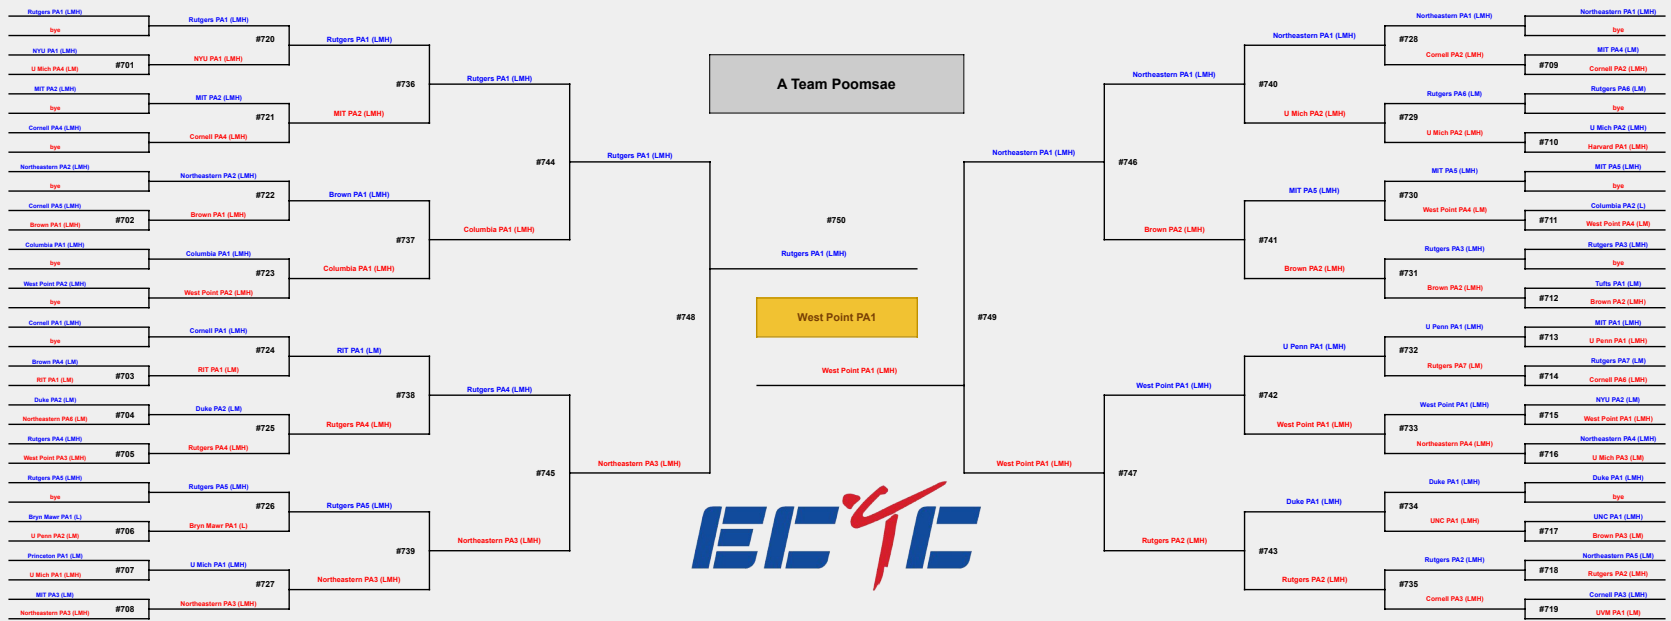 A Team Poomsae
Rutgers PA1 (LMH)
bye
NYU PA1 (LMH)
U Mich PA4 (LM)
#701
MIT PA2 (LMH)
bye
Cornell PA4 (LMH)
bye
Northeastern PA2 (LMH)
bye
Cornell PA5 (LMH)
Brown PA1 (LMH)
#702
Columbia PA1 (LMH)
bye
West Point PA2 (LMH)
bye
Cornell PA1 (LMH)
bye
Brown PA4 (LM)
RIT PA1 (LM)
#703
Duke PA2 (LM)
Northeastern PA6 (LM)
#704
Rutgers PA4 (LMH)
West Point PA3 (LMH)
#705
Rutgers PA5 (LMH)
bye
Bryn Mawr PA1 (L)
U Penn PA2 (LM)
#706
Princeton PA1 (LM)
U Mich PA1 (LMH)
#707
MIT PA3 (LM)
Northeastern PA3 (LMH)
#708
Rutgers PA1 (LMH)
#720
NYU PA1 (LMH)
MIT PA2 (LMH)
#721
Cornell PA4 (LMH)
Northeastern PA2 (LMH)
#722
Brown PA1 (LMH)
Columbia PA1 (LMH)
#723
West Point PA2 (LMH)
Cornell PA1 (LMH)
#724
RIT PA1 (LM)
Duke PA2 (LM)
#725
Rutgers PA4 (LMH)
Rutgers PA5 (LMH)
#726
Bryn Mawr PA1 (L)
U Mich PA1 (LMH)
#727
Northeastern PA3 (LMH)
Rutgers PA1 (LMH)
#736
MIT PA2 (LMH)
Brown PA1 (LMH)
#737
Columbia PA1 (LMH)
RIT PA1 (LM)
#738
Rutgers PA4 (LMH)
Rutgers PA5 (LMH)
#739
Northeastern PA3 (LMH)
Rutgers PA1 (LMH)
#744
Columbia PA1 (LMH)
Rutgers PA4 (LMH)
#745
Northeastern PA3 (LMH)
Rutgers PA1 (LMH)
#748
Northeastern PA3 (LMH)
#750
Rutgers PA1 (LMH)
West Point PA1
West Point PA1 (LMH)
ECTC
Northeastern PA1 (LMH)
#749
West Point PA1 (LMH)
Northeastern PA1 (LMH)
#746
Brown PA2 (LMH)
West Point PA1 (LMH)
#747
Rutgers PA2 (LMH)
Northeastern PA1 (LMH)
#740
U Mich PA2 (LMH)
MIT PA5 (LMH)
#741
Brown PA2 (LMH)
U Penn PA1 (LMH)
#742
West Point PA1 (LMH)
Duke PA1 (LMH)
#743
Rutgers PA2 (LMH)
Northeastern PA1 (LMH)
#728
Cornell PA2 (LMH)
Rutgers PA6 (LM)
#729
U Mich PA2 (LMH)
MIT PA5 (LMH)
#730
West Point PA4 (LM)
Rutgers PA3 (LMH)
#731
Brown PA2 (LMH)
U Penn PA1 (LMH)
#732
Rutgers PA7 (LM)
West Point PA1 (LMH)
#733
Northeastern PA4 (LMH)
Duke PA1 (LMH)
#734
UNC PA1 (LMH)
Rutgers PA2 (LMH)
#735
Cornell PA3 (LMH)
Northeastern PA1 (LMH)
bye
MIT PA4 (LM)
#709
Cornell PA2 (LMH)
Rutgers PA6 (LM)
bye
U Mich PA2 (LMH)
#710
Harvard PA1 (LMH)
MIT PA5 (LMH)
bye
Columbia PA2 (L)
#711
West Point PA4 (LM)
Rutgers PA3 (LMH)
bye
Tufts PA1 (LM)
#712
Brown PA2 (LMH)
MIT PA1 (LMH)
#713
U Penn PA1 (LMH)
Rutgers PA7 (LM)
#714
Cornell PA6 (LMH)
NYU PA2 (LM)
#715
West Point PA1 (LMH)
Northeastern PA4 (LMH)
#716
U Mich PA3 (LM)
Duke PA1 (LMH)
bye
UNC PA1 (LMH)
#717
Brown PA3 (LM)
Northeastern PA5 (LM)
#718
Rutgers PA2 (LMH)
Cornell PA3 (LMH)
#719
UVM PA1 (LM)